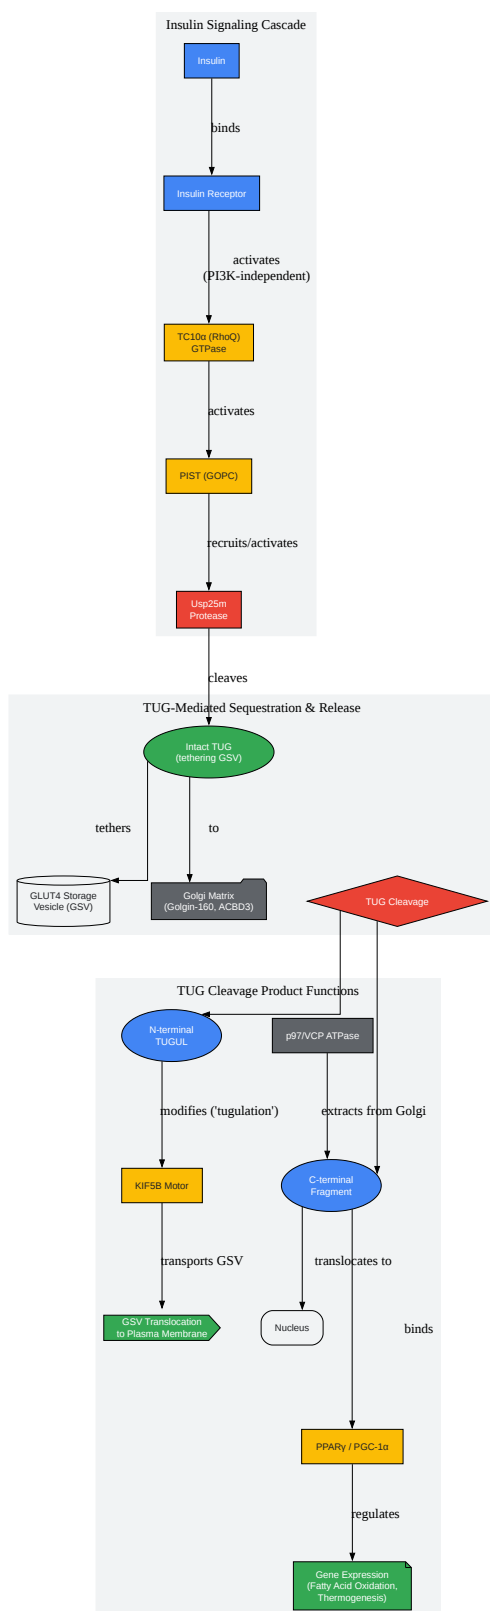 Insulin Signaling Cascade
Insulin
binds
Insulin Receptor
activates
(PI3K-independent)
TC10α (RhoQ)
GTPase
activates
PIST (GOPC)
recruits/activates
Usp25m
Protease
cleaves
TUG-Mediated Sequestration & Release
Intact TUG
(tethering GSV)
tethers
to
GLUT4 Storage
Vesicle (GSV)
Golgi Matrix
(Golgin-160, ACBD3)
TUG Cleavage
TUG Cleavage Product Functions
N-terminal
TUGUL
p97/VCP ATPase
modifies ('tugulation')
extracts from Golgi
KIF5B Motor
C-terminal
Fragment
transports GSV
translocates to
GSV Translocation
to Plasma Membrane
Nucleus
binds
PPARγ / PGC-1α
regulates
Gene Expression
(Fatty Acid Oxidation,
Thermogenesis)